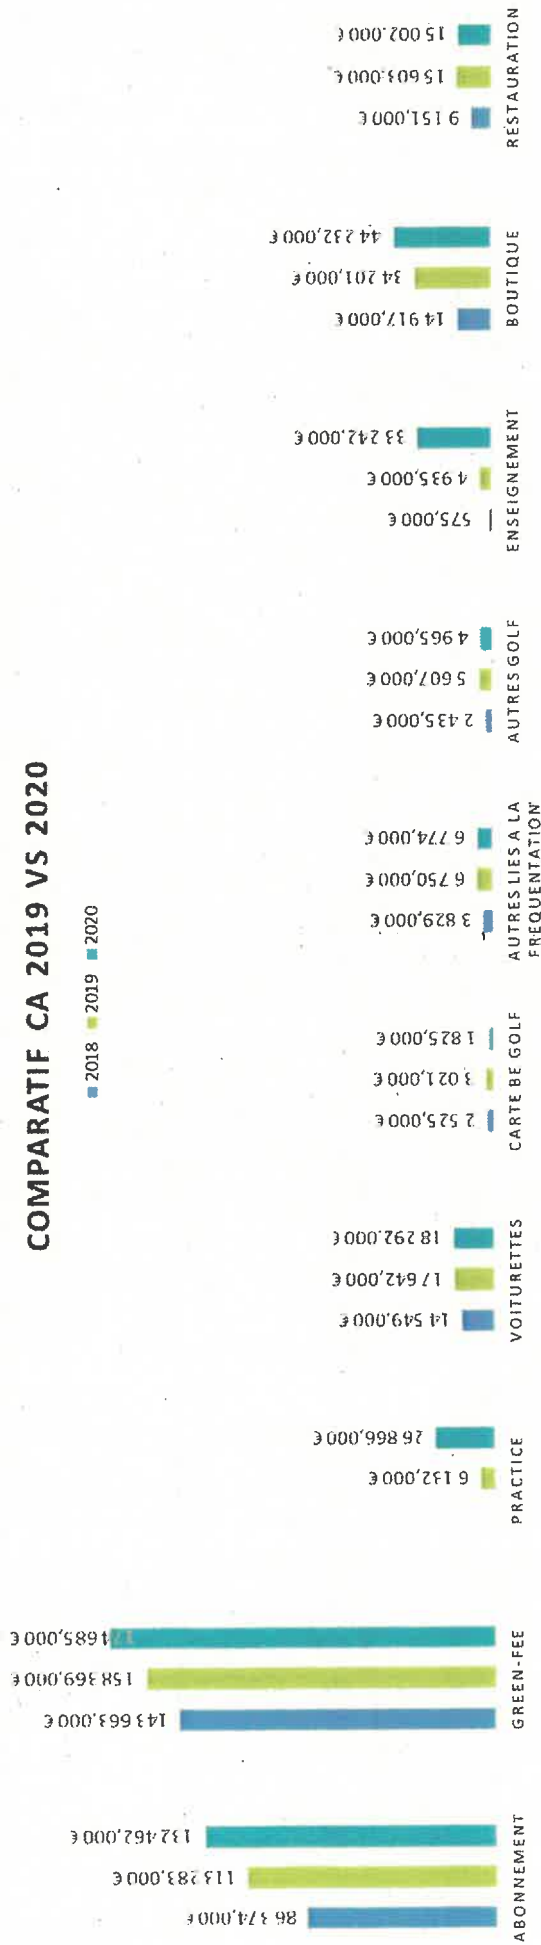 COMPARATIF CA 2019 VS 2020
2018 2019 2020
86 374,000 €
113 283,000 €
132 462,000 €
ABONNEMENT
143 663,000 €
158 369,000 €
174 685,000 €
GREEN-FEE
6 132,000 €
26 866,000 €
PRACTICE
14 549,000 €
17 642,000 €
18 292,000 €
VOITURETTES
2 525,000 €
3 021,000 €
1 825,000 €
CARTE BE GOLF
3 829,000 €
6 750,000 €
6 774,000 €
AUTRES LIES A LA
FREQUENTATION
2 435,000 €
5 607,000 €
4 965,000 €
AUTRES GOLF
575,000 €
4 935,000 €
33 242,000 €
ENSEIGNEMENT
14 917,000 €
34 201,000 €
44 232,000 €
BOUTIQUE
9 151,000 €
15 603,000 €
15 002,000 €
RESTAURATION